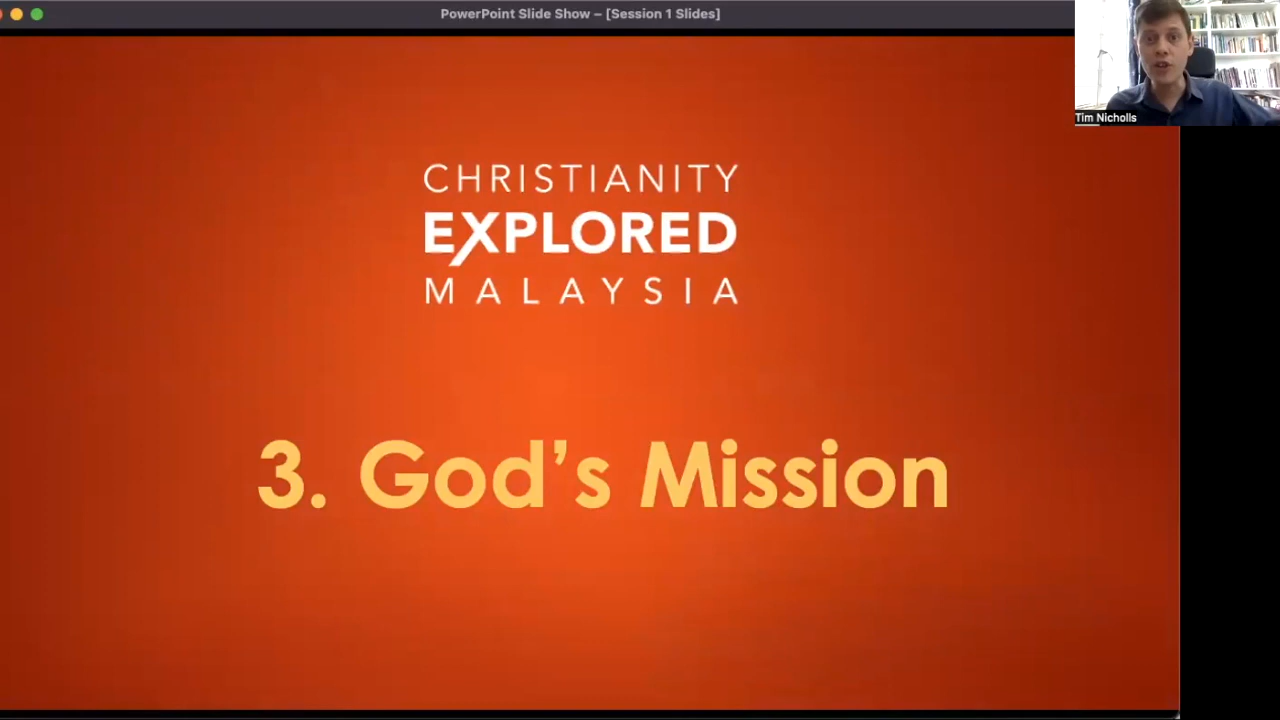 PowerPoint Slide Show – [Session 1 Slides]
Tim Nicholls
CHRISTIANITY
EXPLORED
MALAYSIA
3. God’s Mission